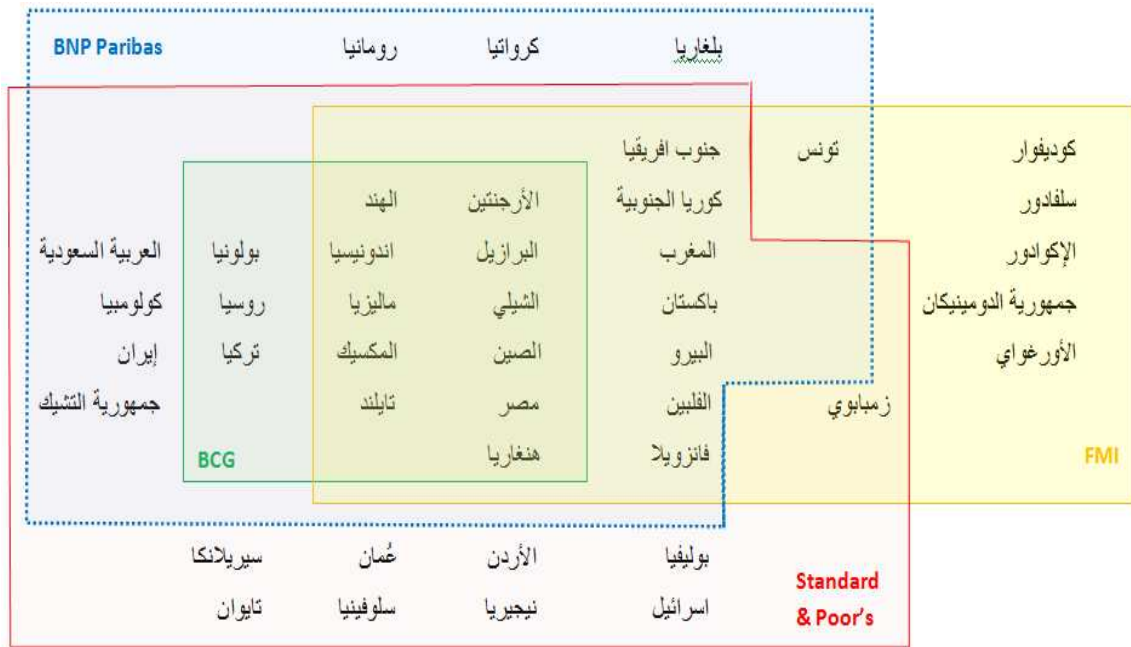 BNP Paribas رومانيا كرواتيا بلغاريا
جنوب افريقيا تونس كوديفوار
الهند الأرجنتين كوريا الجنوبية سلفادور
العربية السعودية بولونيا اندونيسيا البرازيل المغرب الإكوادور
كولومبيا روسيا ماليزيا الشيلي باكستان جمهورية الدومينيكان
إيران تركيا المكسيك الصين البيرو الأورغواي
جمهورية التشيك تايلند مصر الفلبين زمبابوي
BCG هنغاريا فانزويلا FMI
سيريلانكا عُمان الأردن بوليفيا
Standard
تايوان سلوفينيا نيجيريا اسرائيل
& Poor's